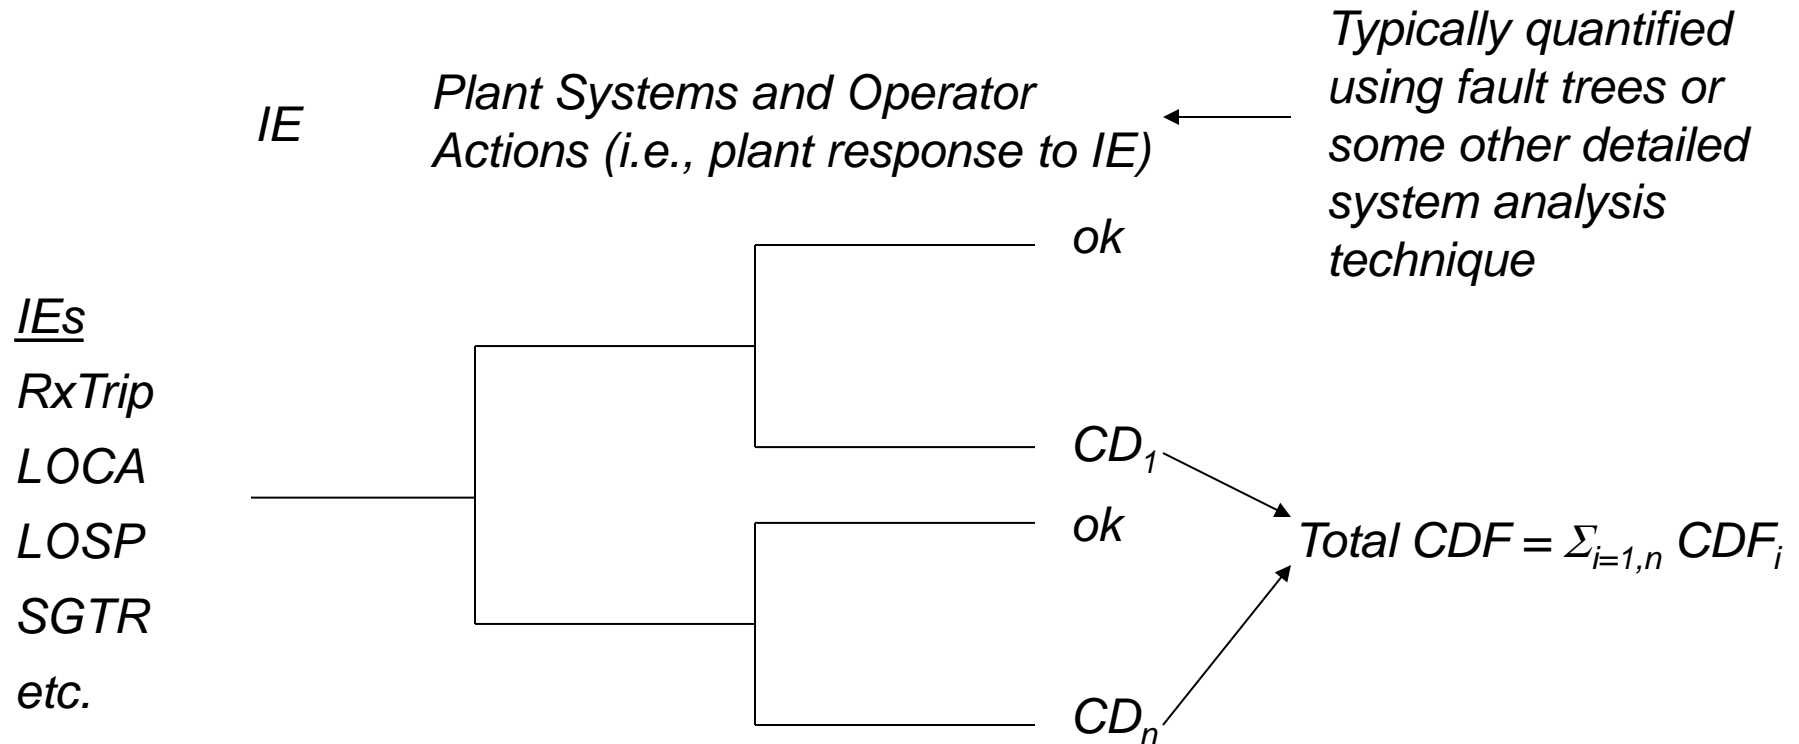 IE
Plant Systems and Operator
Actions (i.e., plant response to IE)
Typically quantified
using fault trees or
some other detailed
system analysis
technique
IEs
RxTrip
LOCA
LOSP
SGTR
etc.
ok
CD1
ok
CDn
Total CDF = Σi=1,n CDFi